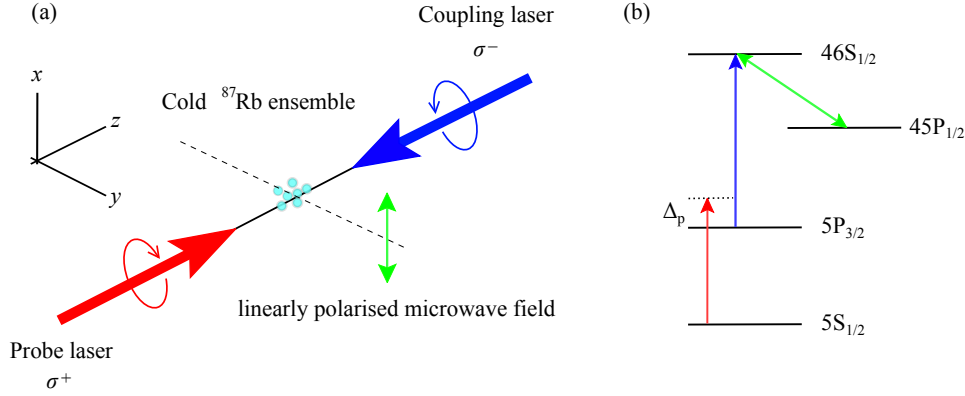 (a)
Coupling laser
σ⁻
Cold ⁸⁷Rb ensemble
x
z
y
linearly polarised microwave field
Probe laser
σ⁺
(b)
46S₁/₂
45P₁/₂
Δₚ
5P₃/₂
5S₁/₂